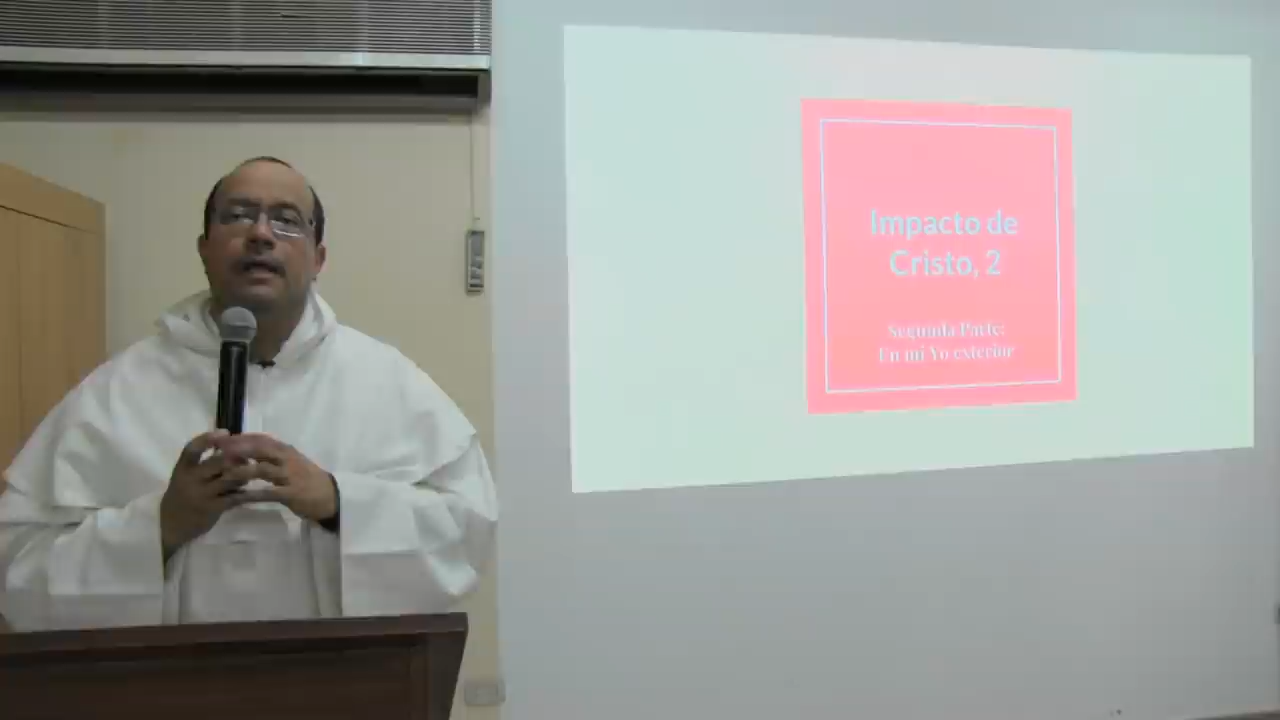 Impacto de
Cristo, 2
Segunda Parte:
En mi Yo exterior